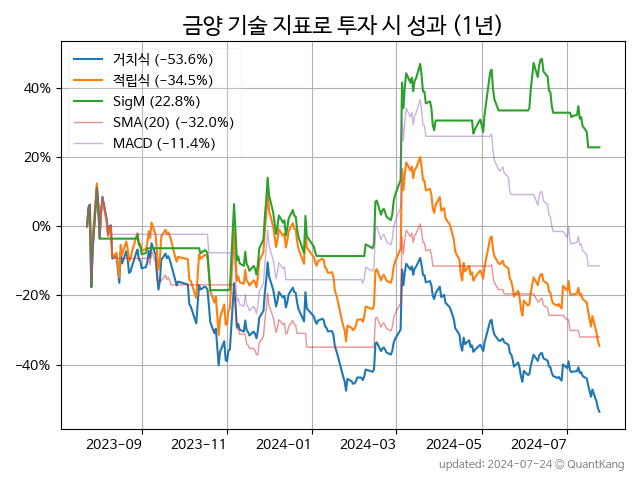 금양 기술 지표로 투자 시 성과 (1년)
거치식 (−53.6%)
적립식 (−34.5%)
SigM (22.8%)
SMA(20) (−32.0%)
MACD (−11.4%)
40%
20%
0%
−20%
−40%
2023−09 2023−11 2024−01 2024−03 2024−05 2024−07
updated: 2024-07-24 @ QuantKang